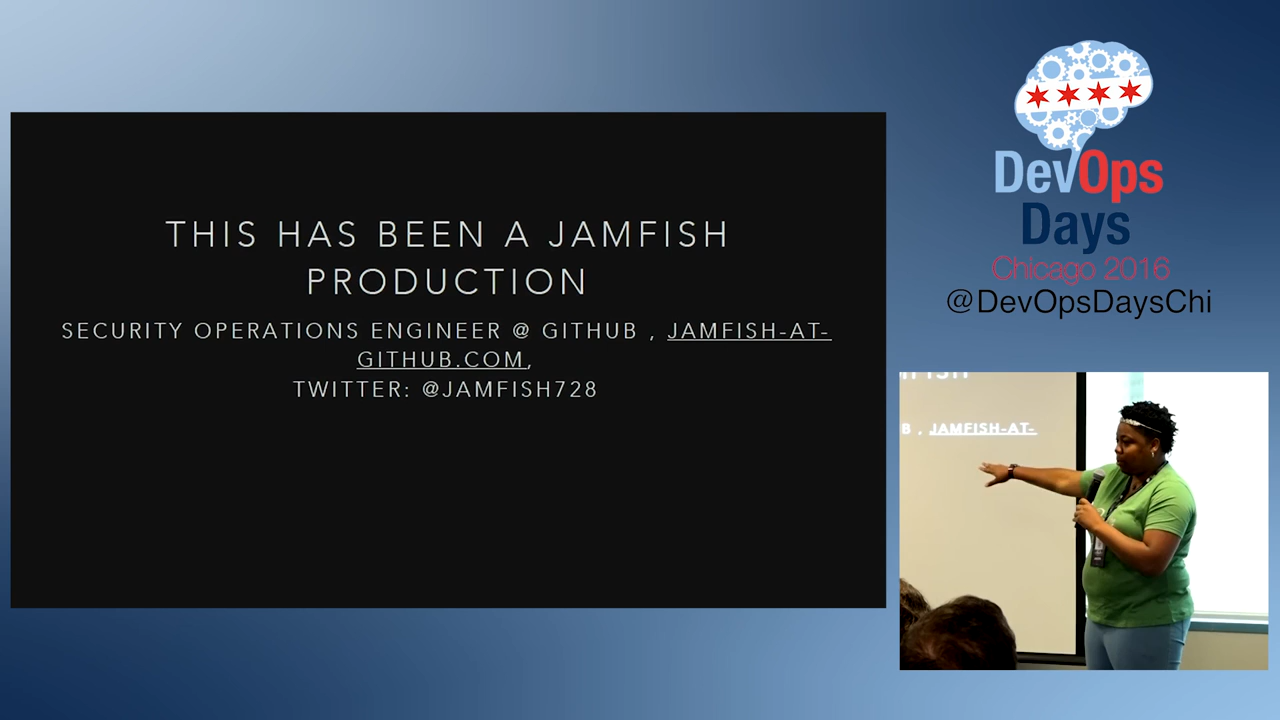 THIS HAS BEEN A JAMFISH
PRODUCTION
SECURITY OPERATIONS ENGINEER @ GITHUB , JAMFISH-AT-
GITHUB.COM,
TWITTER: @JAMFISH728
DevOps
Days
Chicago 2016
@DevOpsDaysChi
B , JAMFISH-AT-